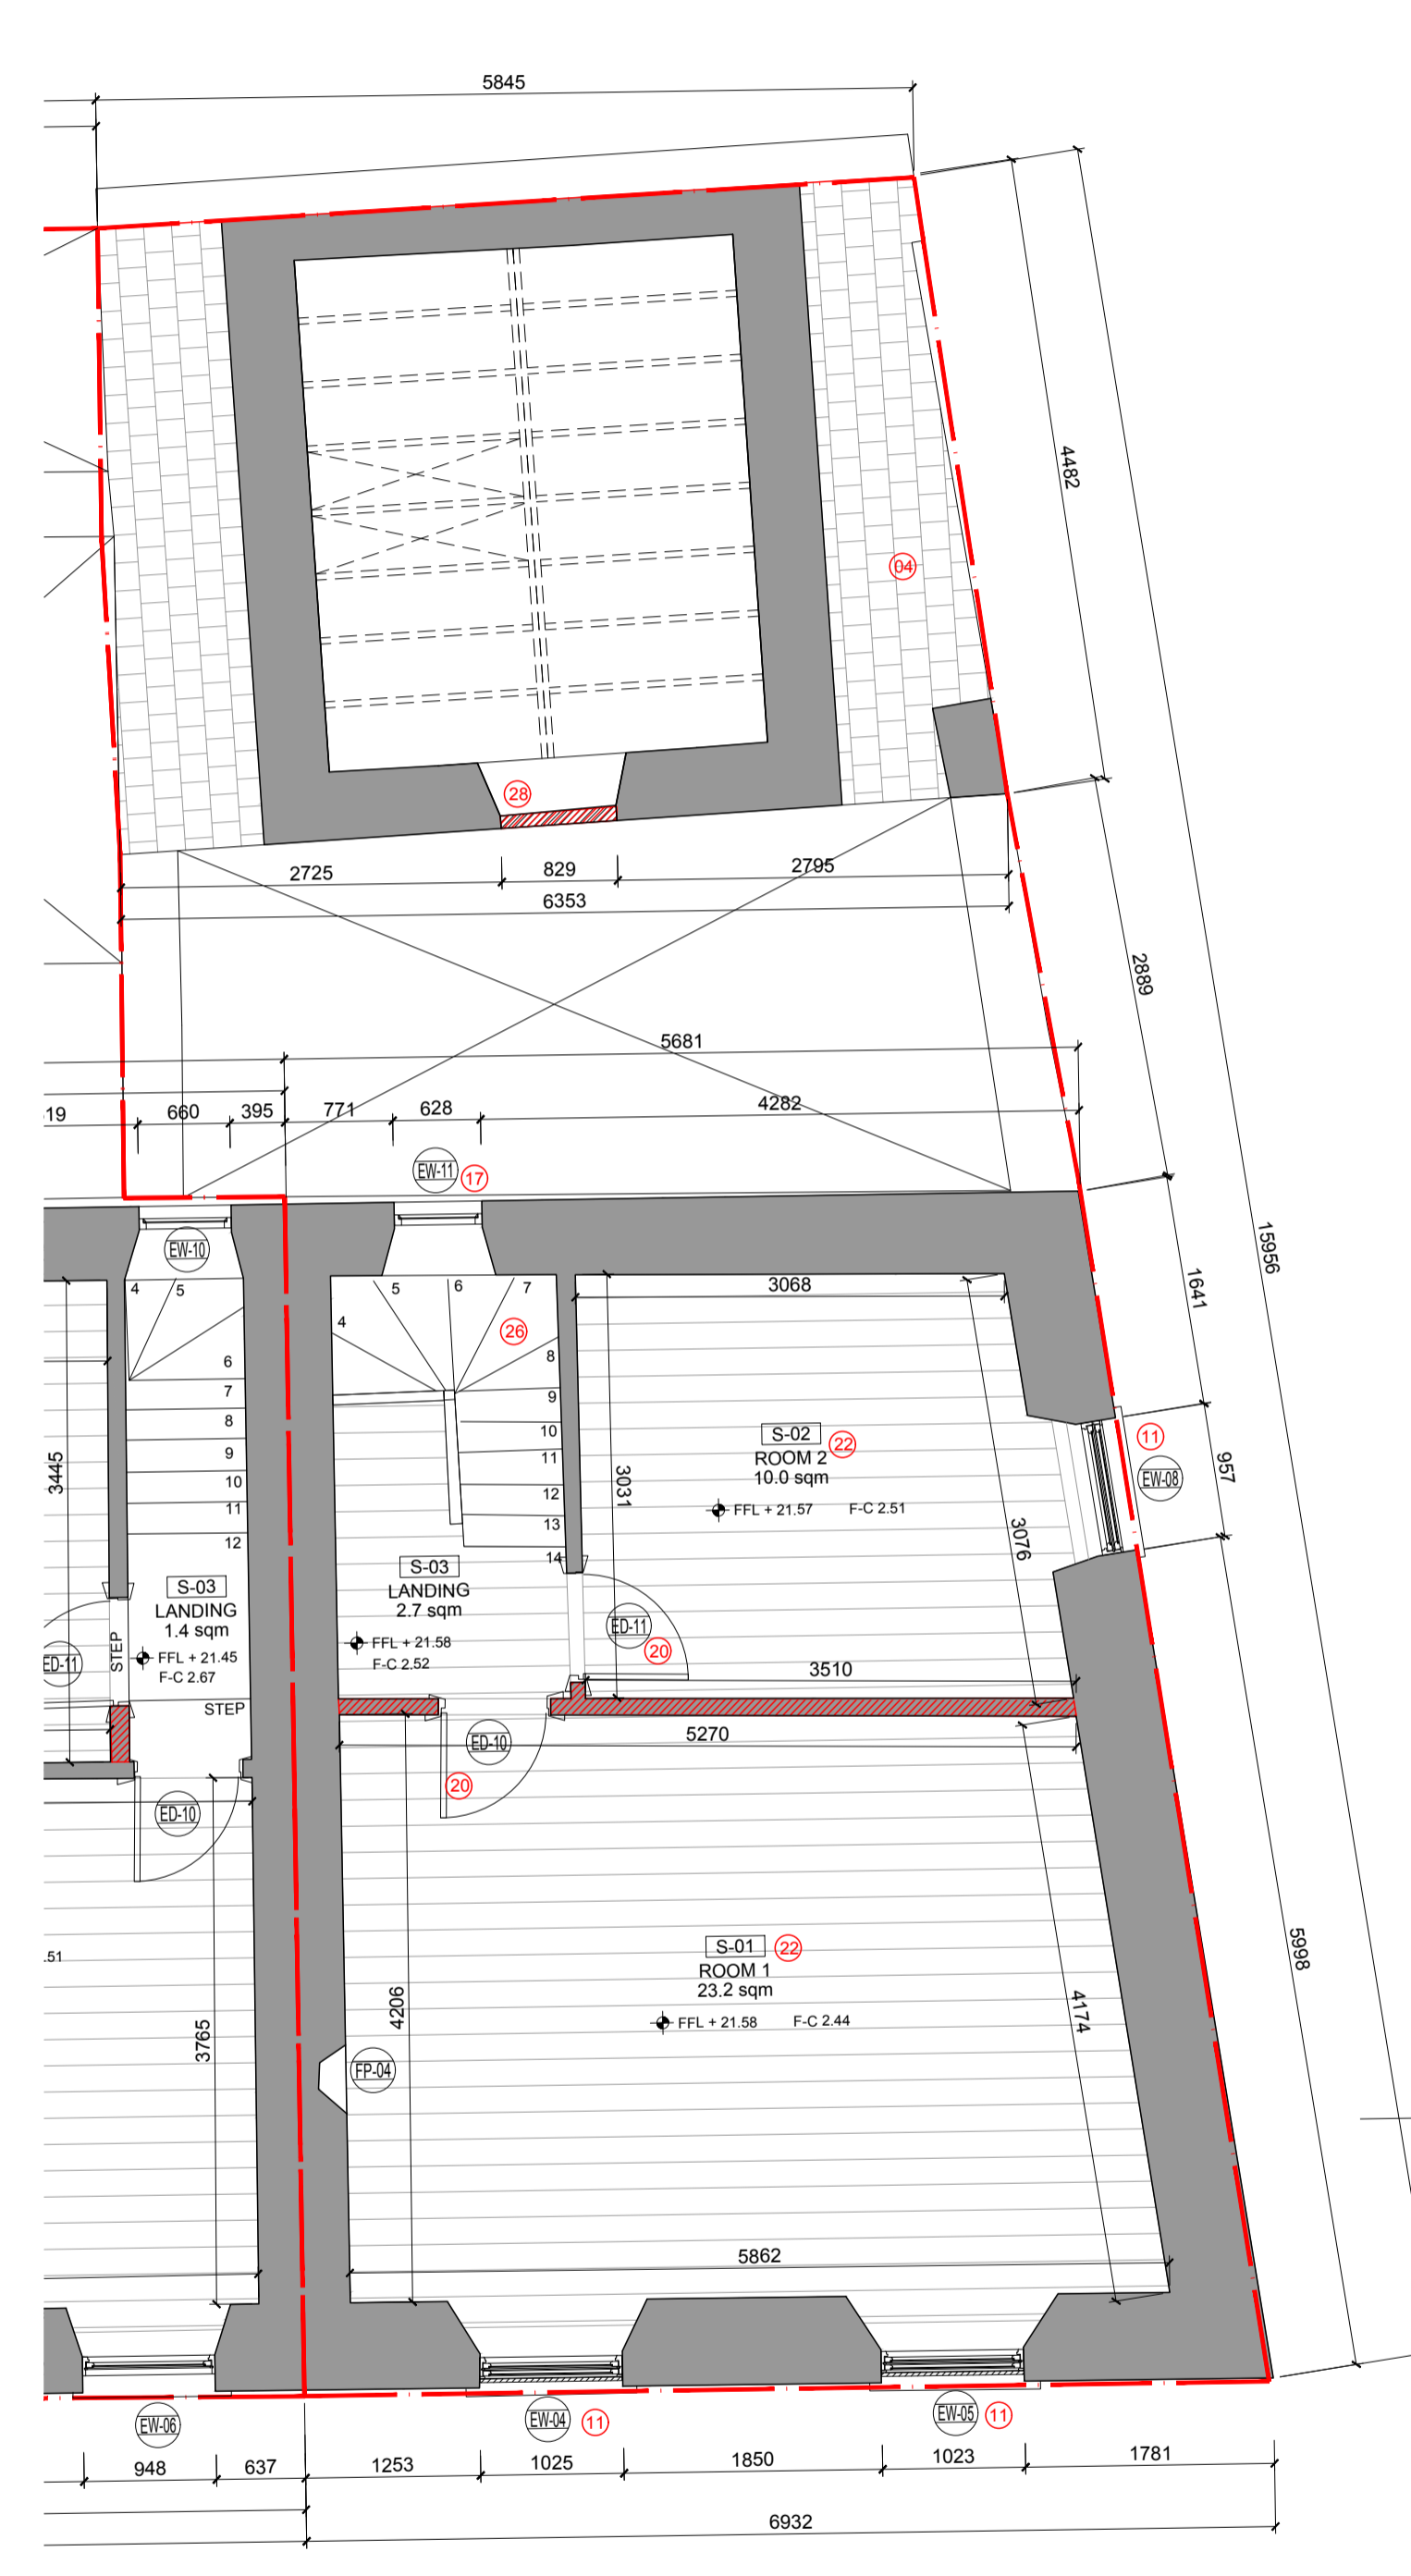 5845
4482
04
28
2725
829
2795
6353
2889
15956
5681
19
660
395
771
628
4282
EW-11
17
EW-10
1641
4
5
6
7
8
9
10
11
12
4
5
6
7
8
9
10
11
12
13
14
26
3068
3445
3031
3076
S-02
22
ROOM 2
10.0 sqm
FFL + 21.57
F-C 2.51
11
EW-08
957
S-03
LANDING
1.4 sqm
FFL + 21.45
F-C 2.67
STEP
STEP
ED-11
S-03
LANDING
2.7 sqm
FFL + 21.58
F-C 2.52
ED-11
20
3510
5270
ED-10
20
ED-10
S-01
22
ROOM 1
23.2 sqm
FFL + 21.58
F-C 2.44
.51
3765
4206
4174
5998
FP-04
5862
EW-06
EW-04
11
EW-05
11
948
637
1253
1025
1850
1023
1781
6932